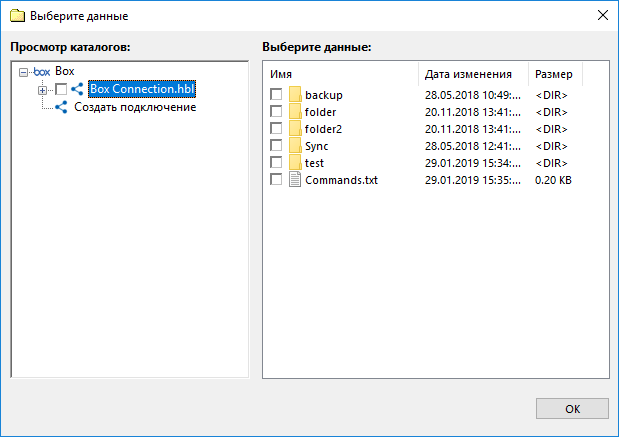 Выберите данные
Просмотр каталогов:
Выберите данные:
box Box
Box Connection.hbl
Создать подключение
Имя Дата изменения Размер
backup 28.05.2018 10:49:... <DIR>
folder 20.11.2018 13:41:... <DIR>
folder2 20.11.2018 13:41:... <DIR>
Sync 28.05.2018 12:41:... <DIR>
test 29.01.2019 15:34:... <DIR>
Commands.txt 29.01.2019 15:35:... 0.20 KB
OK